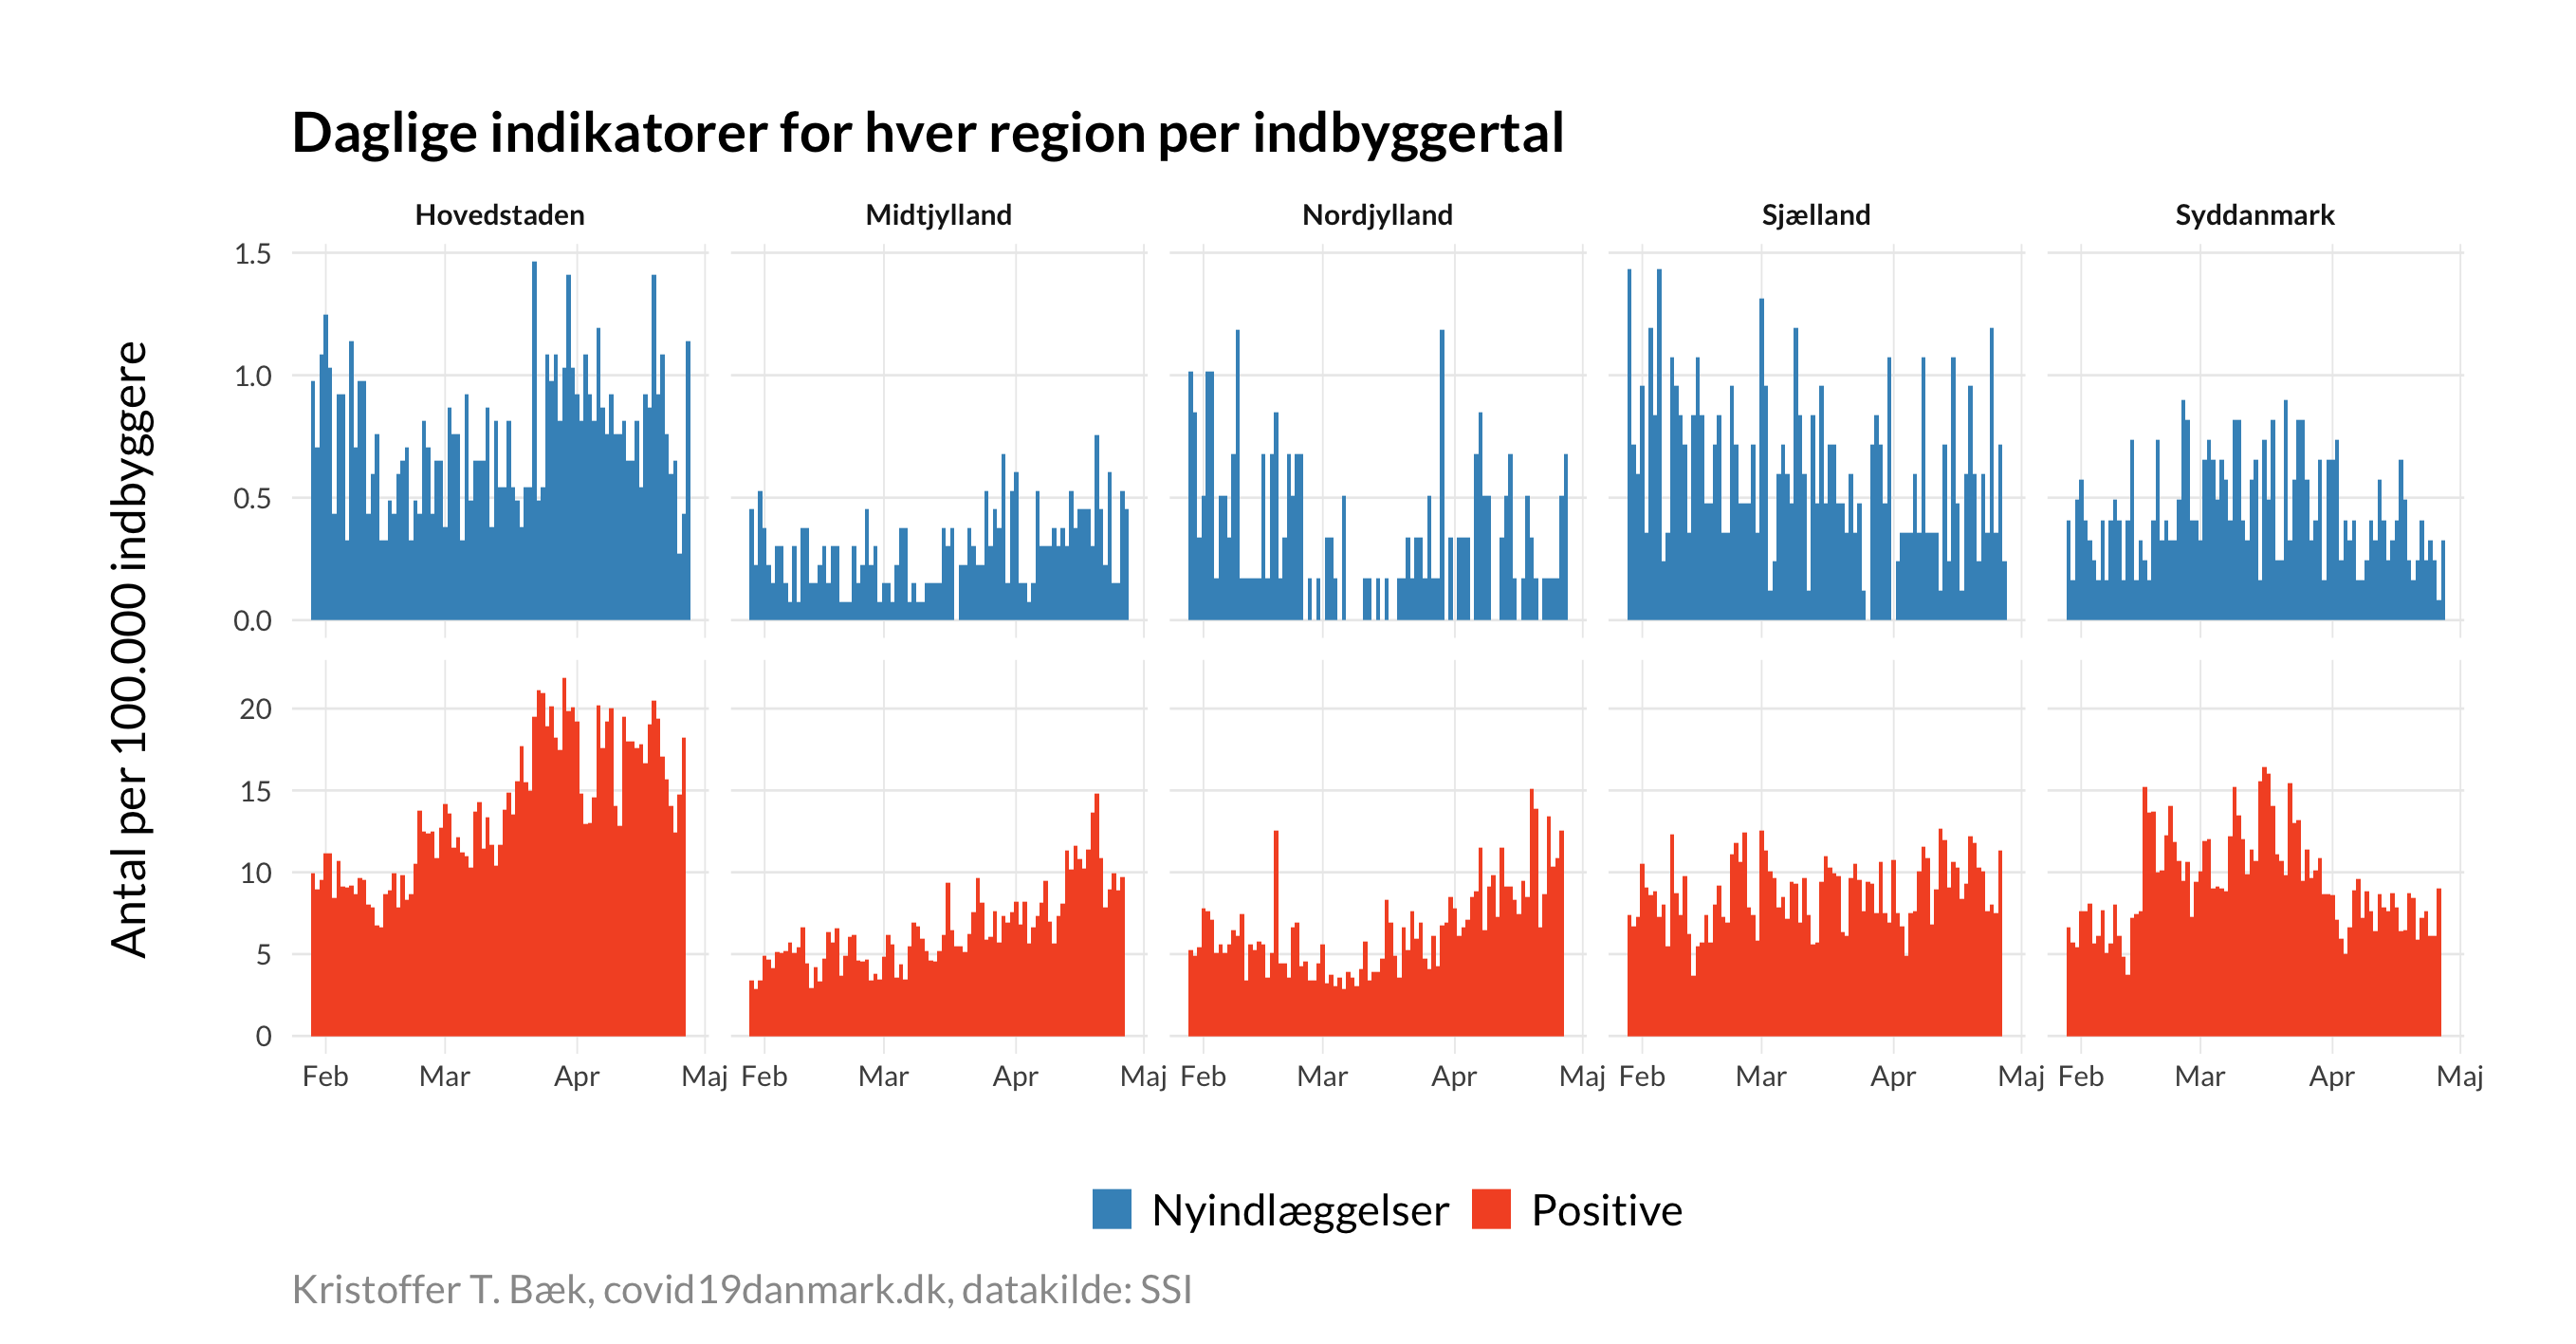 Daglige indikatorer for hver region per indbyggertal
Hovedstaden Midtjylland Nordjylland Sjælland Syddanmark
Antal per 100.000 indbyggere
1.5
1.0
0.5
0.0
20
15
10
5
0
Feb Mar Apr Maj Feb Mar Apr Maj Feb Mar Apr Maj Feb Mar Apr Maj Feb Mar Apr Maj
Nyindlæggelser Positive
Kristoffer T. Bæk, covid19danmark.dk, datakilde: SSI